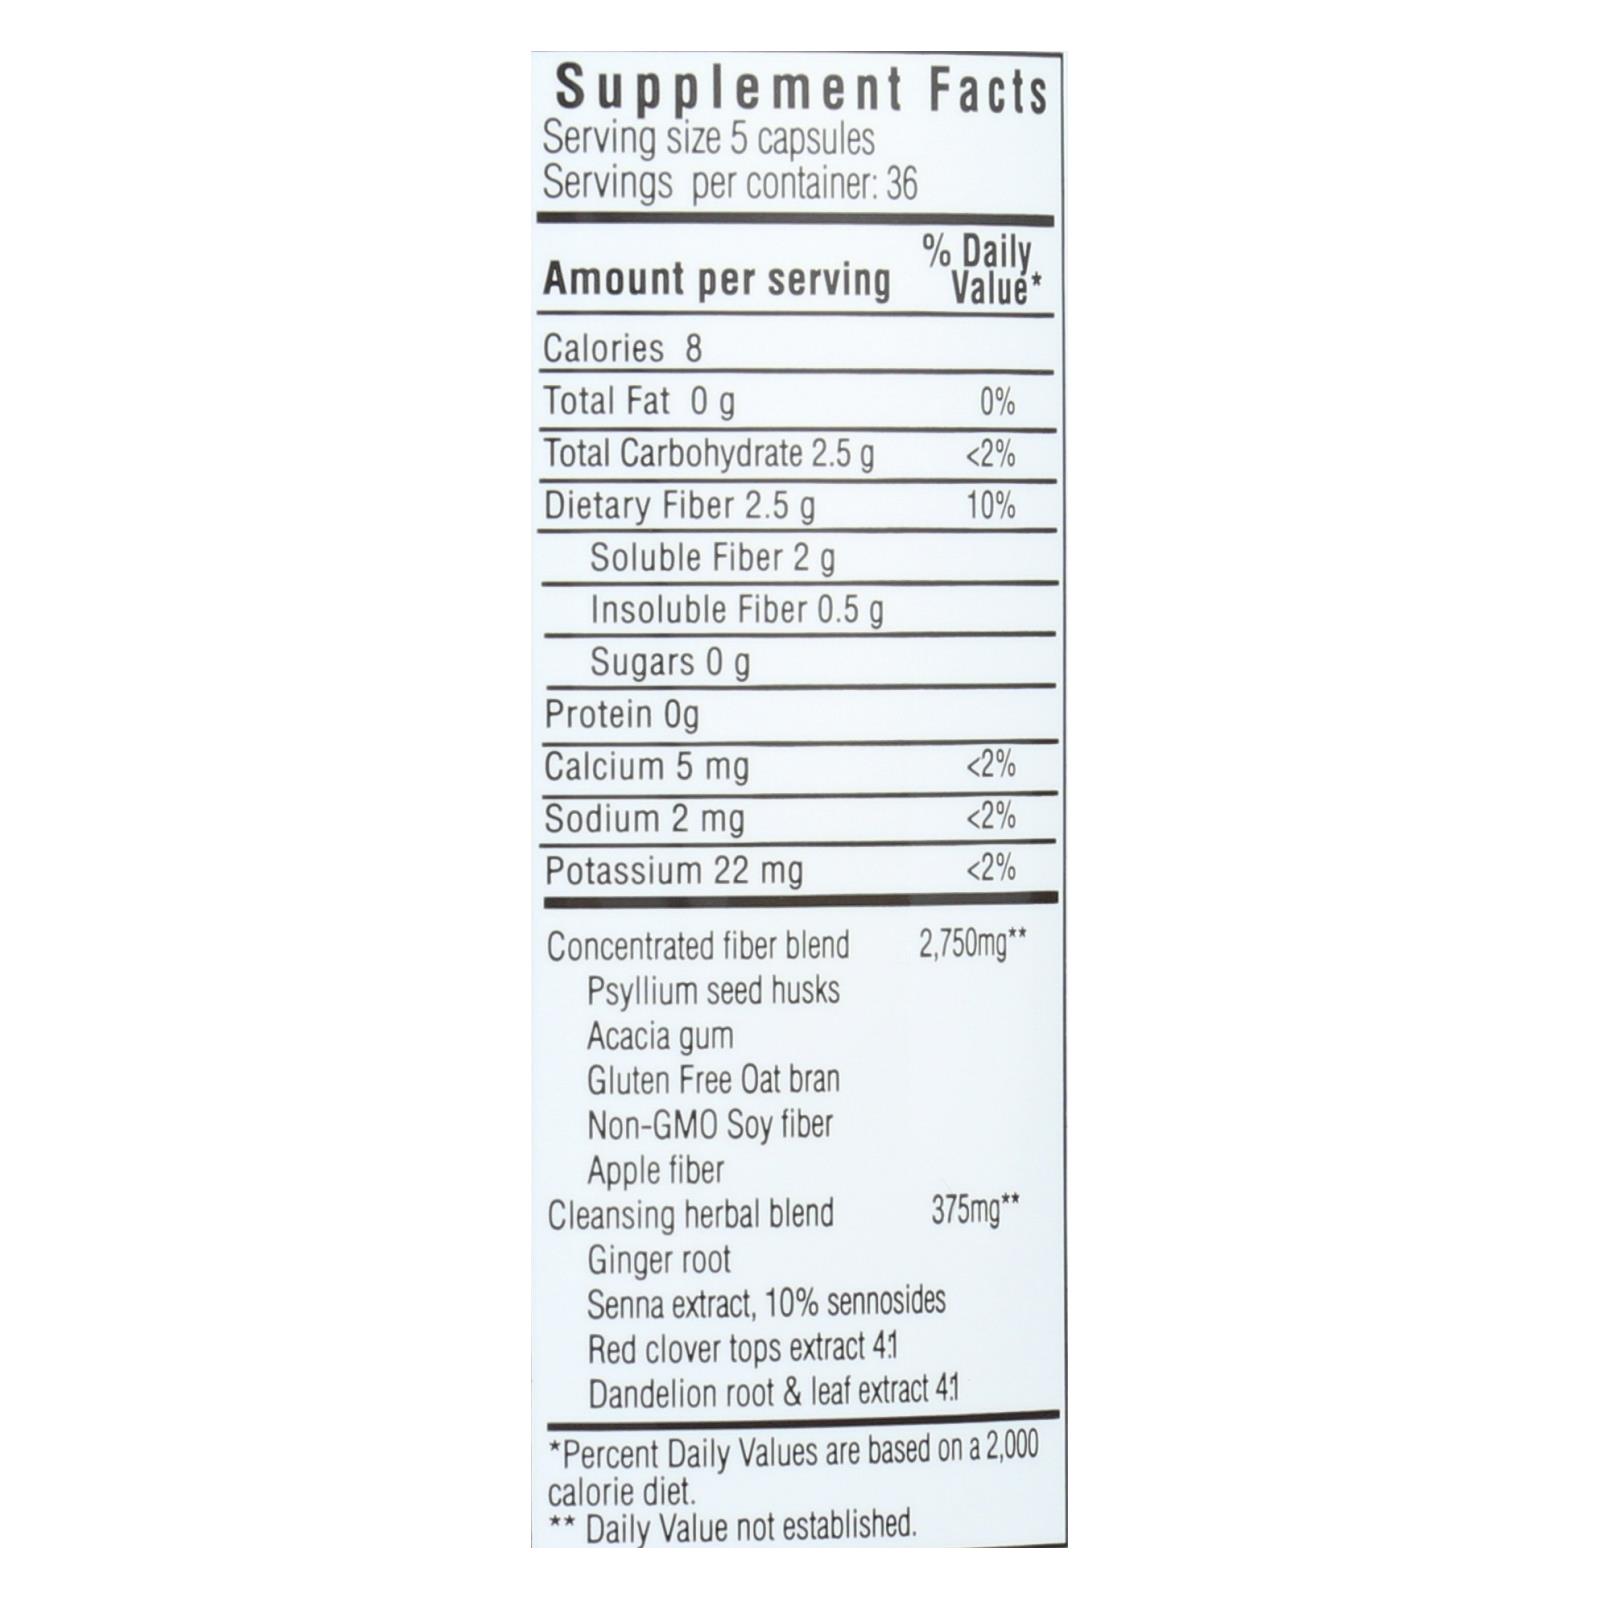 Supplement Facts
Serving size 5 capsules
Servings per container: 36
Amount per serving % Daily Value*
Calories 8
Total Fat 0 g 0%
Total Carbohydrate 2.5 g <2%
Dietary Fiber 2.5 g 10%
Soluble Fiber 2 g
Insoluble Fiber 0.5 g
Sugars 0 g
Protein 0g
Calcium 5 mg <2%
Sodium 2 mg <2%
Potassium 22 mg <2%
Concentrated fiber blend 2,750mg**
Psyllium seed husks
Acacia gum
Gluten Free Oat bran
Non-GMO Soy fiber
Apple fiber
Cleansing herbal blend 375mg**
Ginger root
Senna extract, 10% sennosides
Red clover tops extract 4:1
Dandelion root & leaf extract 4:1
*Percent Daily Values are based on a 2,000
calorie diet.
** Daily Value not established.